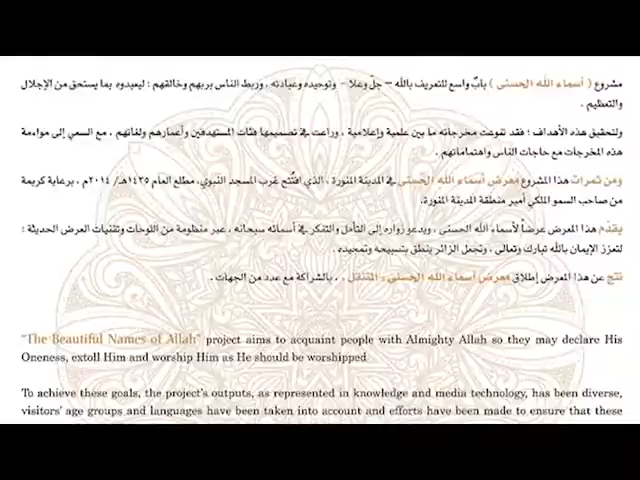 مشروع ( أسماء الله الحسنى ) بابٌ واسع للتعريف بالله – جلّ وعلا - وتوحيده وعبادته ، وربط الناس بربهم وخالقهم ؛ ليعبدوه بما يستحق من الإجلال
والتعظيم .
ولتحقيق هذه الأهداف ؛ فقد تنوعت مخرجاته ما بين علمية وإعلامية ، وراعت في تصميمها فئات المستهدفين وأعمارهم ولغاتهم ، مع السعي إلى مواءمة
هذه المخرجات مع حاجات الناس واهتماماتهم .
ومن ثمرات هذا المشروع معرض أسماء الله الحسنى في المدينة المنورة ، الذي افتُتح غرب المسجد النبوي، مطلع العام ١٤٣٥هـ/ ٢٠١٤م ، برعاية كريمة
من صاحب السمو الملكي أمير منطقة المدينة المنورة.
يقدّم هذا المعرض عرضاً لأسماء الله الحسنى ، ويدعو زواره إلى التأمل والتفكر في أسمائه سبحانه ، عبر منظومة من اللوحات وتقنيات العرض الحديثة ؛
لتعزز الإيمان بالله تبارك وتعالى ، وتجعل الزائر ينطق بتسبيحه وتمجيده .
نتج عن هذا المعرض إطلاق معرض أسماء الله الحسنى ، المتنقل ، ، بالشراكة مع عدد من الجهات .
“The Beautiful Names of Allah” project aims to acquaint people with Almighty Allah so they may declare His
Oneness, extoll Him and worship Him as He should be worshipped
To achieve these goals, the project’s outputs, as represented in knowledge and media technology, has been diverse,
visitors’ age groups and languages have been taken into account and efforts have been made to ensure that these